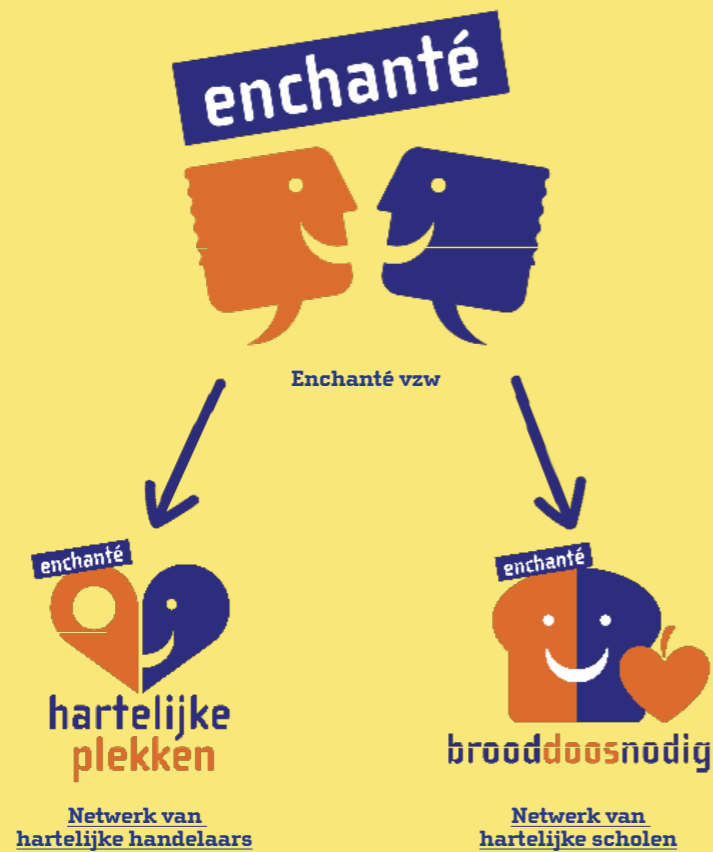 enchanté
Enchanté vzw
enchanté
hartelijke
plekken
Netwerk van
hartelijke handelaars
enchanté
brooddoosnodig
Netwerk van
hartelijke scholen